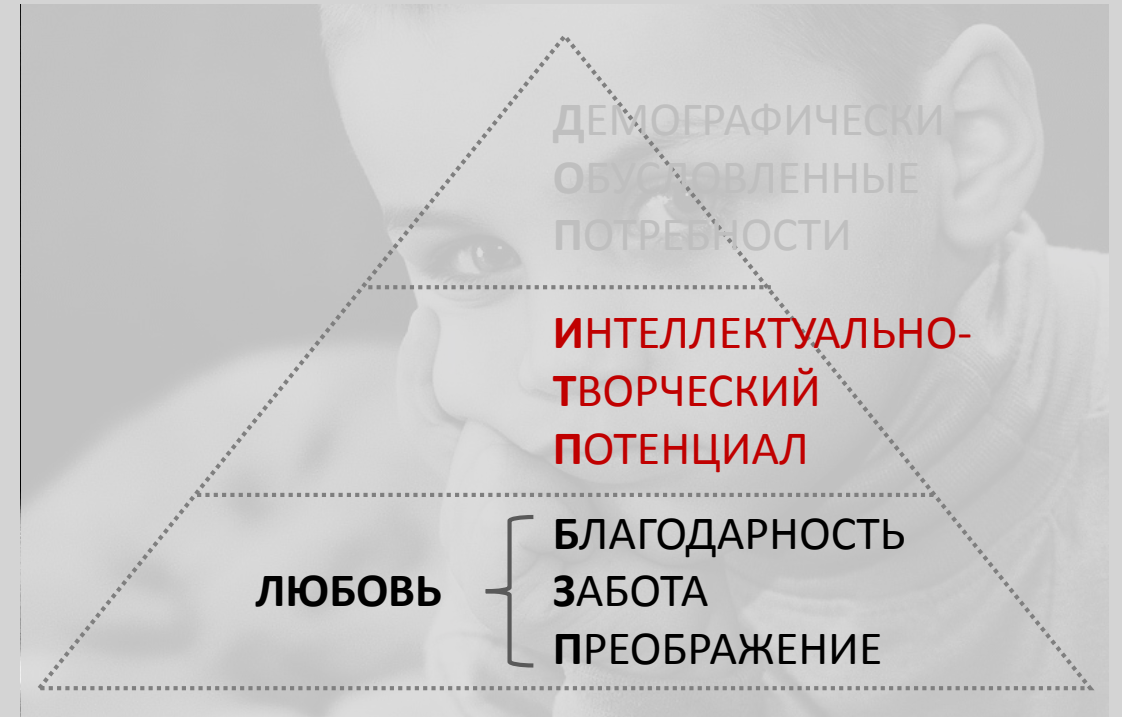 ДЕМОГРАФИЧЕСКИ
ОБУСЛОВЛЕННЫЕ
ПОТРЕБНОСТИ
ИНТЕЛЛЕКТУАЛЬНО-
ТВОРЧЕСКИЙ
ПОТЕНЦИАЛ
БЛАГОДАРНОСТЬ
ЛЮБОВЬ ЗАБОТА
ПРЕОБРАЖЕНИЕ